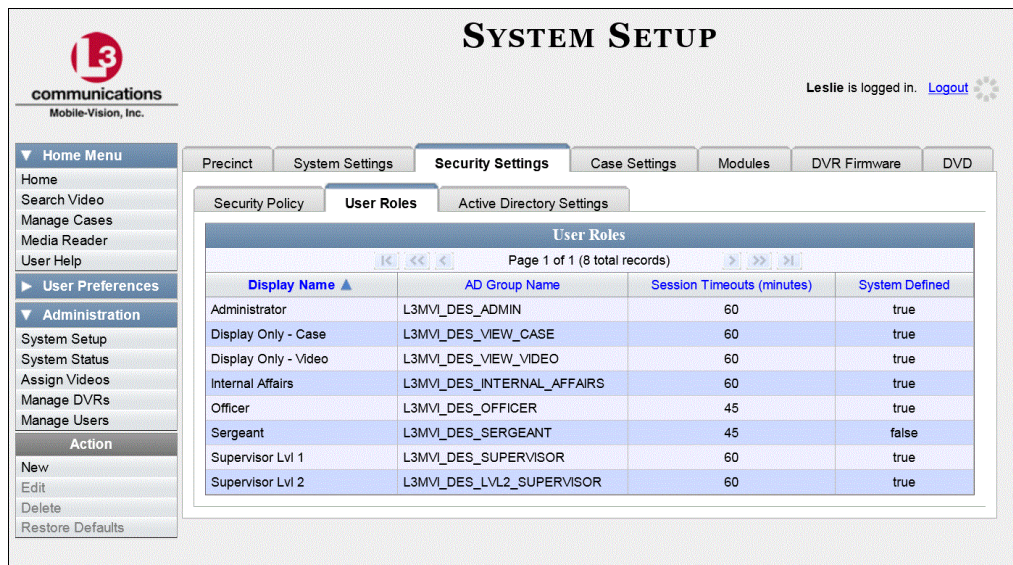 SYSTEM SETUP
L3
communications
Mobile-Vision, Inc.
Leslie is logged in. Logout
Home Menu
Home
Search Video
Manage Cases
Media Reader
User Help
User Preferences
Administration
System Setup
System Status
Assign Videos
Manage DVRs
Manage Users
Action
New
Edit
Delete
Restore Defaults
Precinct System Settings Security Settings Case Settings Modules DVR Firmware DVD
Security Policy User Roles Active Directory Settings
User Roles
Page 1 of 1 (8 total records)
Display Name AD Group Name Session Timeouts (minutes) System Defined
Administrator L3MVI_DES_ADMIN 60 true
Display Only - Case L3MVI_DES_VIEW_CASE 60 true
Display Only - Video L3MVI_DES_VIEW_VIDEO 60 true
Internal Affairs L3MVI_DES_INTERNAL_AFFAIRS 60 true
Officer L3MVI_DES_OFFICER 45 true
Sergeant L3MVI_DES_SERGEANT 45 false
Supervisor Lvl 1 L3MVI_DES_SUPERVISOR 60 true
Supervisor Lvl 2 L3MVI_DES_LVL2_SUPERVISOR 60 true